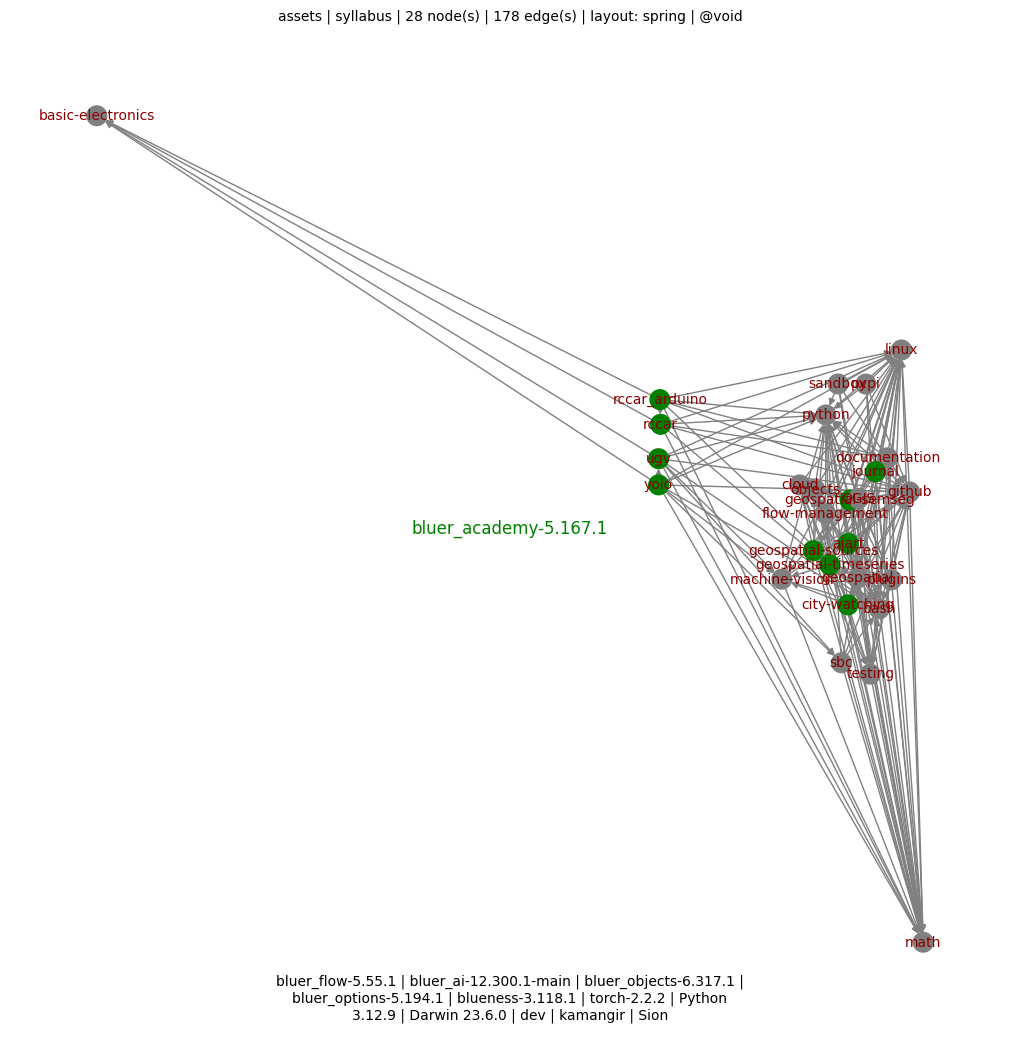 assets | syllabus | 28 node(s) | 178 edge(s) | layout: spring | @void
basic-electronics
linux
sandbox
pypi
rccar_arduino
python
rccar
ugv
documentation
journal
yolo
cloud
objects
github
geospatial-semseg
flow-management
bluer_academy-5.167.1
aiart
geospatial-sources
geospatial-timeseries
machine-vision
geospatial
plugins
city-watching
bash
sbc
testing
math
bluer_flow-5.55.1 | bluer_ai-12.300.1-main | bluer_objects-6.317.1 |
bluer_options-5.194.1 | blueness-3.118.1 | torch-2.2.2 | Python
3.12.9 | Darwin 23.6.0 | dev | kamangir | Sion